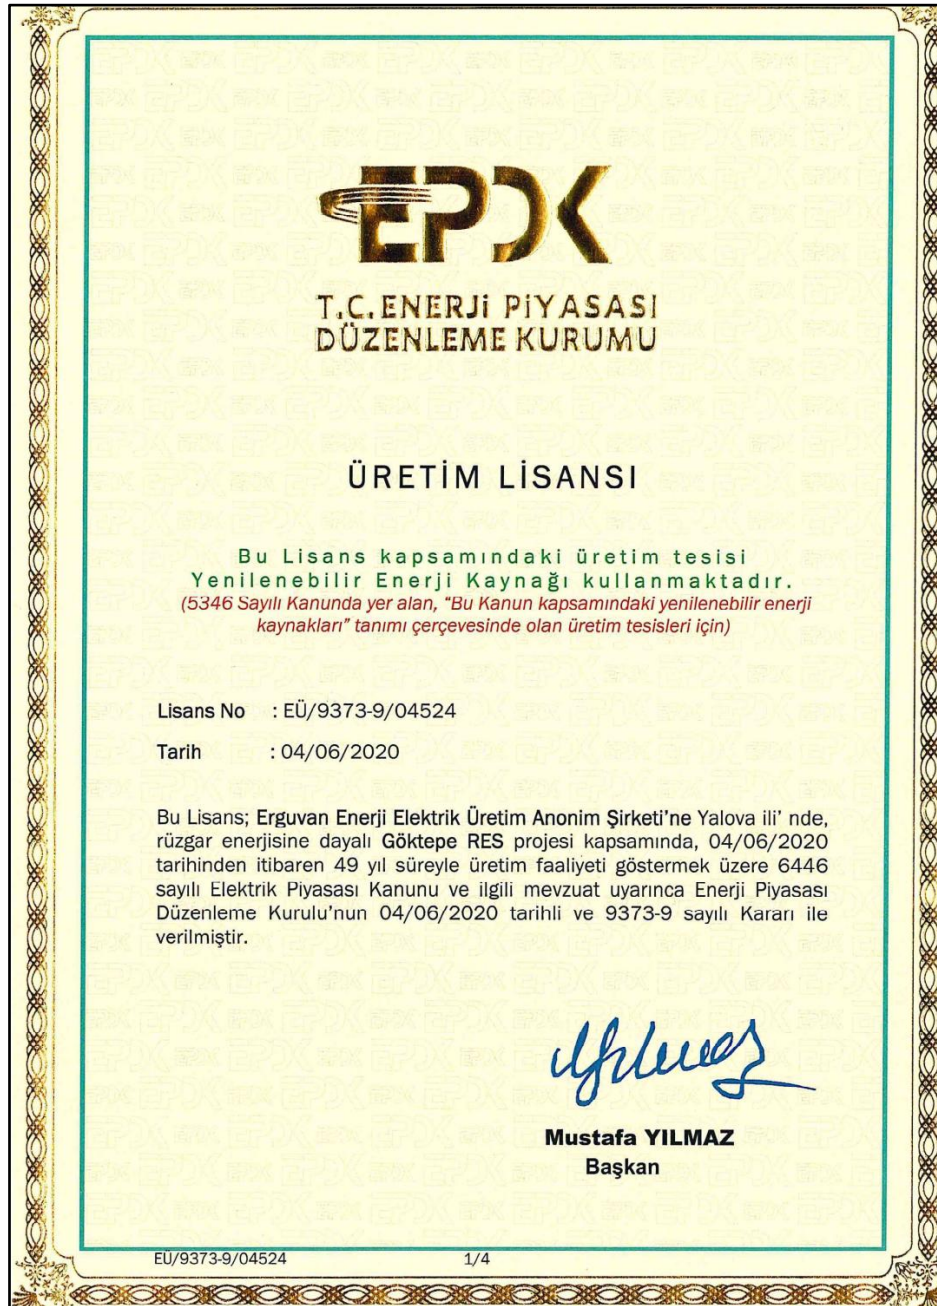 EPDK
T.C. ENERJİ PİYASASI
DÜZENLEME KURUMU
ÜRETİM LİSANSI
Bu Lisans kapsamındaki üretim tesisi
Yenilenebilir Enerji Kaynağı kullanmaktadır.
(5346 Sayılı Kanunda yer alan, “Bu Kanun kapsamındaki yenilenebilir enerji
kaynakları” tanımı çerçevesinde olan üretim tesisleri için)
Lisans No : EÜ/9373-9/04524
Tarih : 04/06/2020
Bu Lisans; Erguvan Enerji Elektrik Üretim Anonim Şirketi’ne Yalova ili’ nde,
rüzgar enerjisine dayalı Göktepe RES projesi kapsamında, 04/06/2020
tarihinden itibaren 49 yıl süreyle üretim faaliyeti göstermek üzere 6446
sayılı Elektrik Piyasası Kanunu ve ilgili mevzuat uyarınca Enerji Piyasası
Düzenleme Kurulu’nun 04/06/2020 tarihli ve 9373-9 sayılı Kararı ile
verilmiştir.
Mustafa YILMAZ
Başkan
EÜ/9373-9/04524 1/4